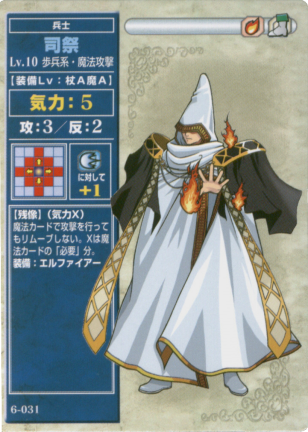 兵士
司祭
Lv.10 歩兵系・魔法攻撃
【装備Lv：杖A魔A】
気力：5
攻：3／反：2
に対して
+1
【残像】（気力X）
魔法カードで攻撃を行って
もリムーブしない。Xは魔
法カードの「必要」分。
装備：エルファイアー
6-031